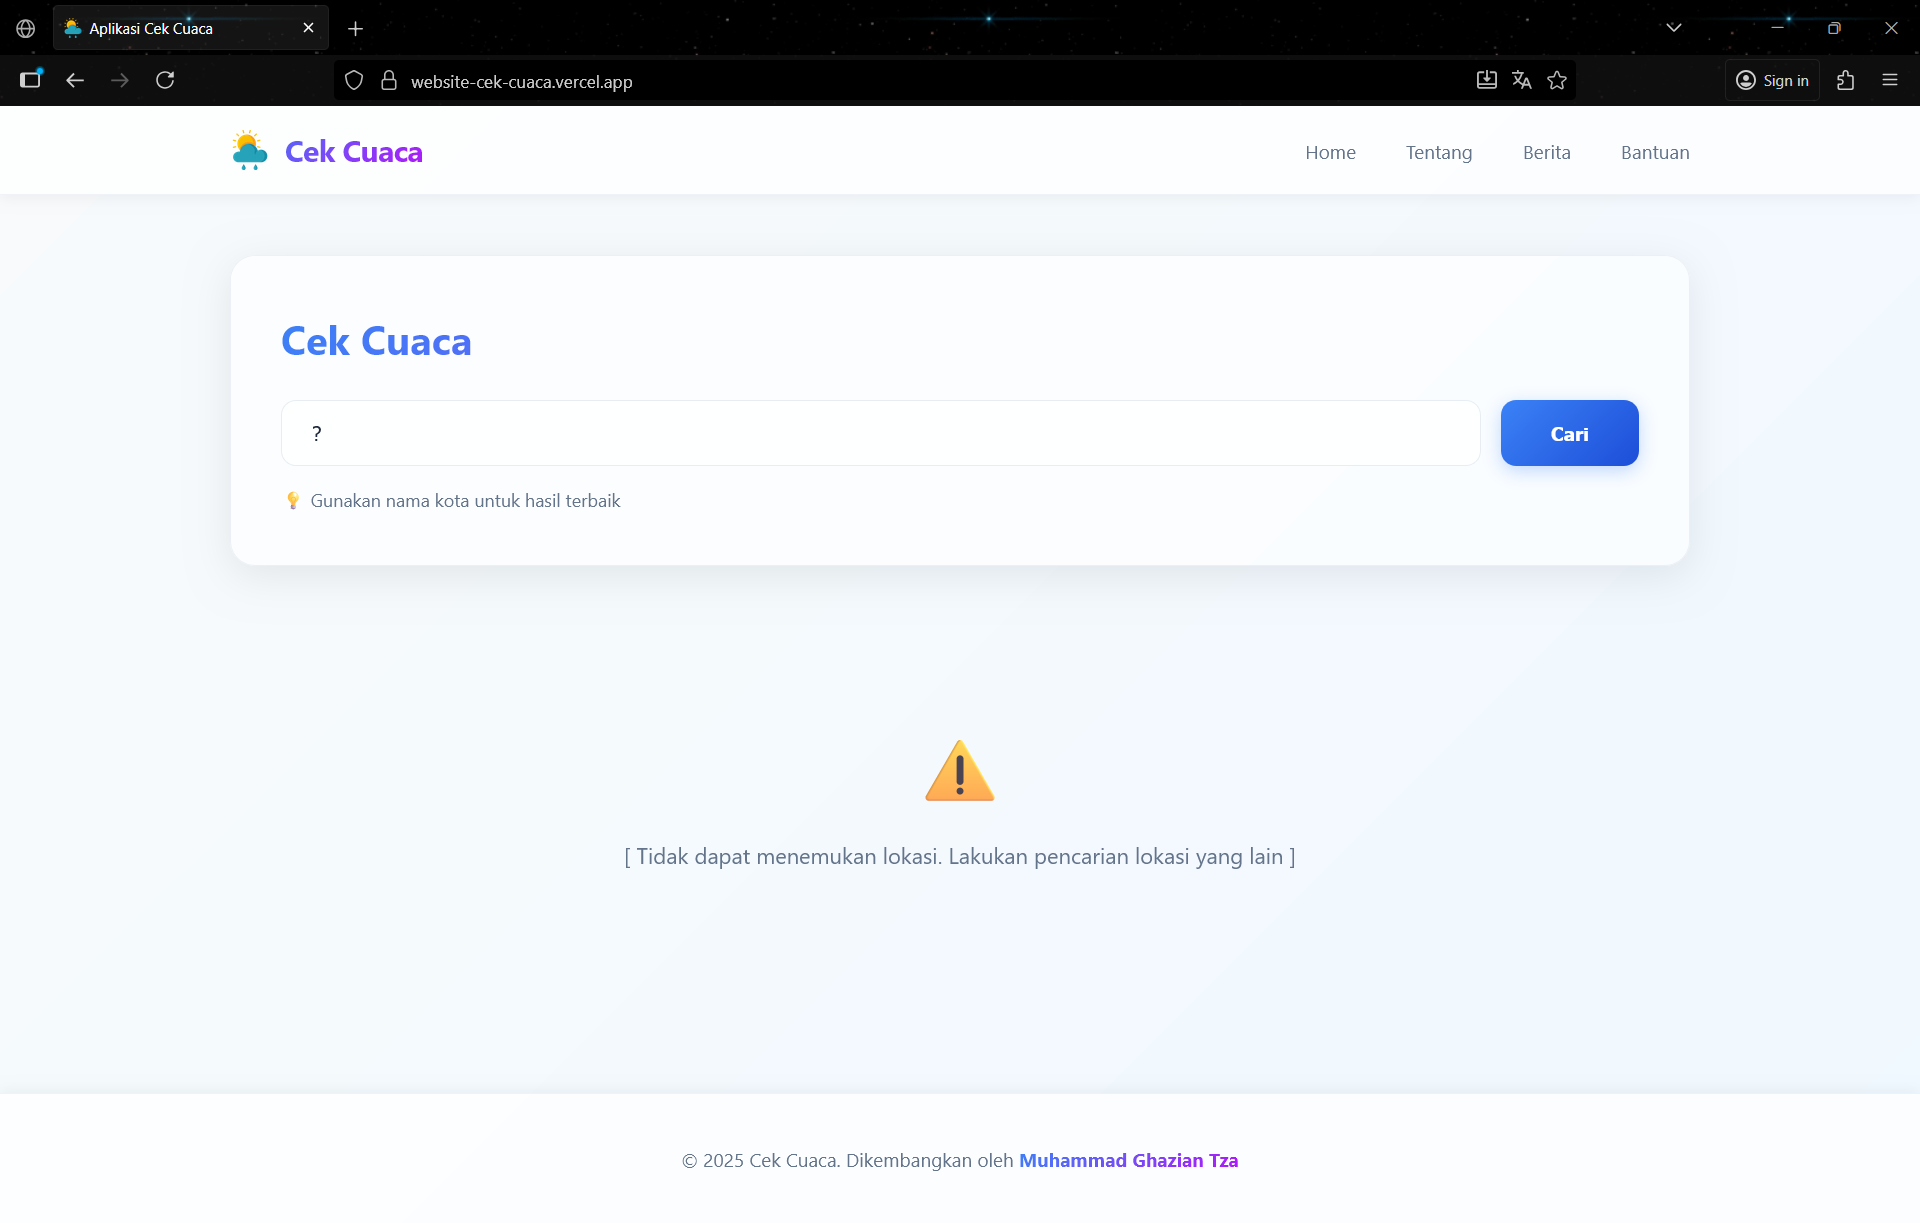 Aplikasi Cek Cuaca
website-cek-cuaca.vercel.app
Sign in
Cek Cuaca
Home
Tentang
Berita
Bantuan
Cek Cuaca
?
Cari
Gunakan nama kota untuk hasil terbaik
[ Tidak dapat menemukan lokasi. Lakukan pencarian lokasi yang lain ]
© 2025 Cek Cuaca. Dikembangkan oleh Muhammad Ghazian Tza